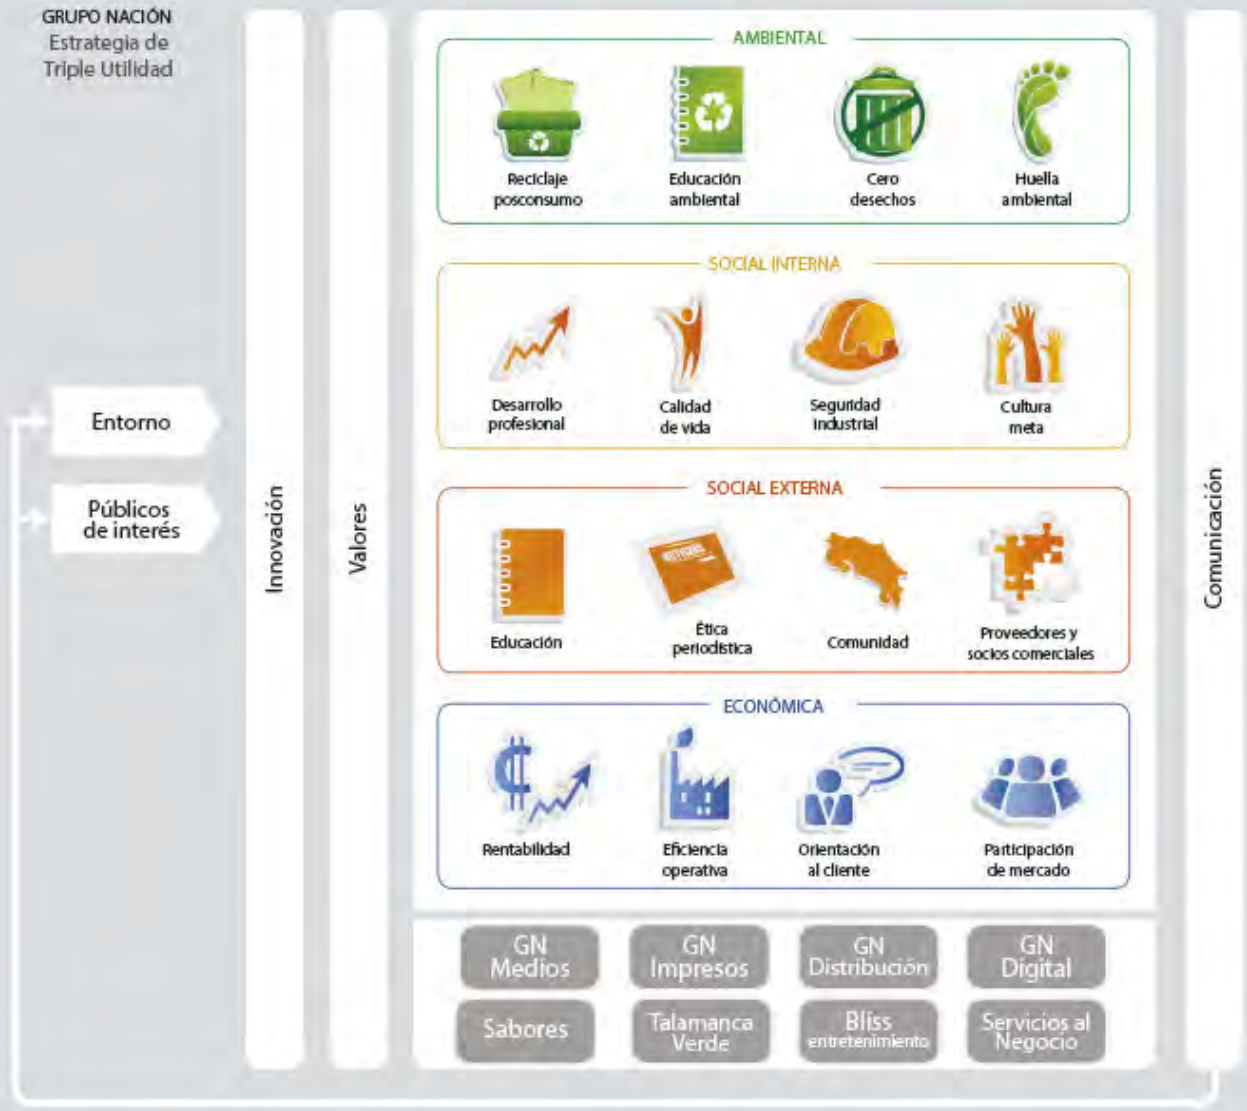 GRUPO NACIÓN
Estrategia de
Triple Utilidad
Entorno
Públicos
de interés
Innovación
Valores
AMBIENTAL
Reciclaje
posconsumo
Educación
ambiental
Cero
desechos
Huella
ambiental
SOCIAL INTERNA
Desarrollo
profesional
Calidad
de vida
Seguridad
industrial
Cultura
meta
SOCIAL EXTERNA
Educación
Ética
periodística
Comunidad
Proveedores y
socios comerciales
ECONÓMICA
Rentabilidad
Eficiencia
operativa
Orientación
al cliente
Participación
de mercado
GN
Medios
GN
Impresos
GN
Distribución
GN
Digital
Sabores
Talamanca
Verde
Bliss
entretenimiento
Servicios al
Negocio
Comunicación